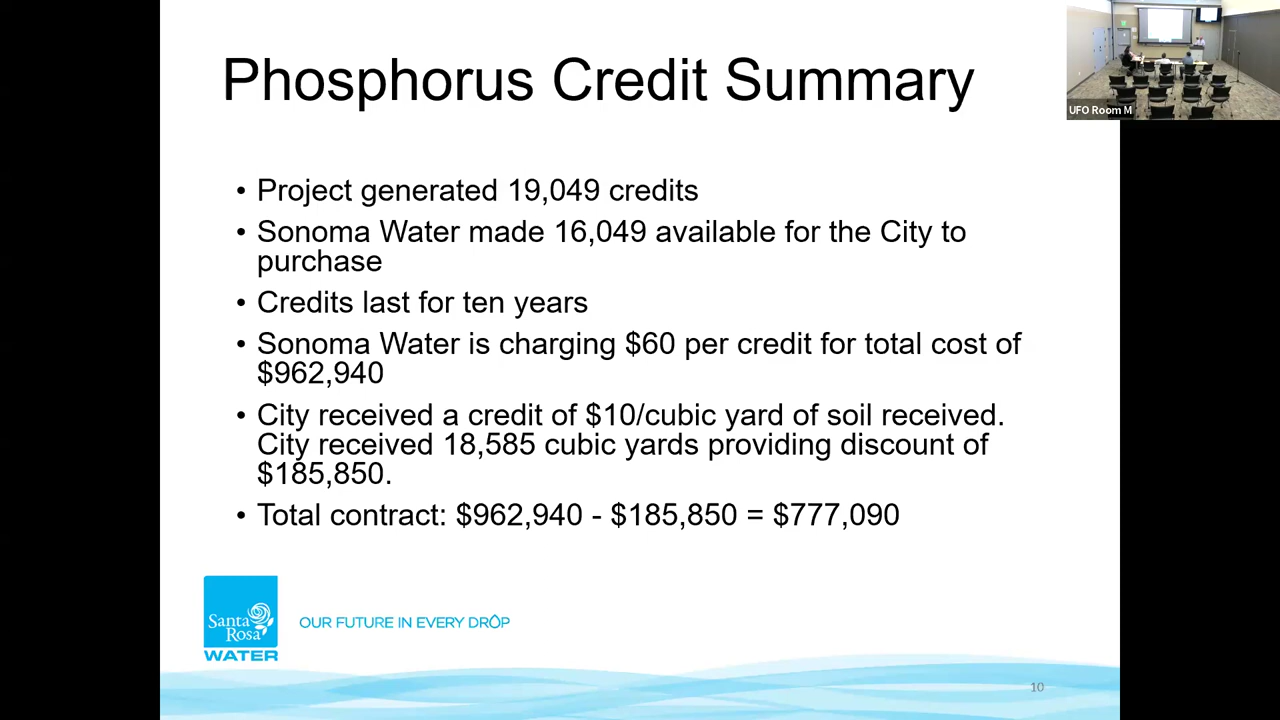 Phosphorus Credit Summary
UFO Room M
• Project generated 19,049 credits
• Sonoma Water made 16,049 available for the City to
purchase
• Credits last for ten years
• Sonoma Water is charging $60 per credit for total cost of
$962,940
• City received a credit of $10/cubic yard of soil received.
City received 18,585 cubic yards providing discount of
$185,850.
• Total contract: $962,940 - $185,850 = $777,090
Santa
Rosa
WATER
OUR FUTURE IN EVERY DROP
10